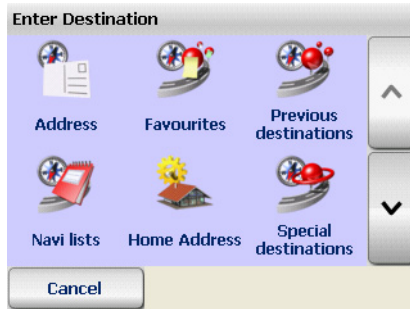 Enter Destination
Address
Favourites
Previous
destinations
Navi lists
Home Address
Special
destinations
Cancel